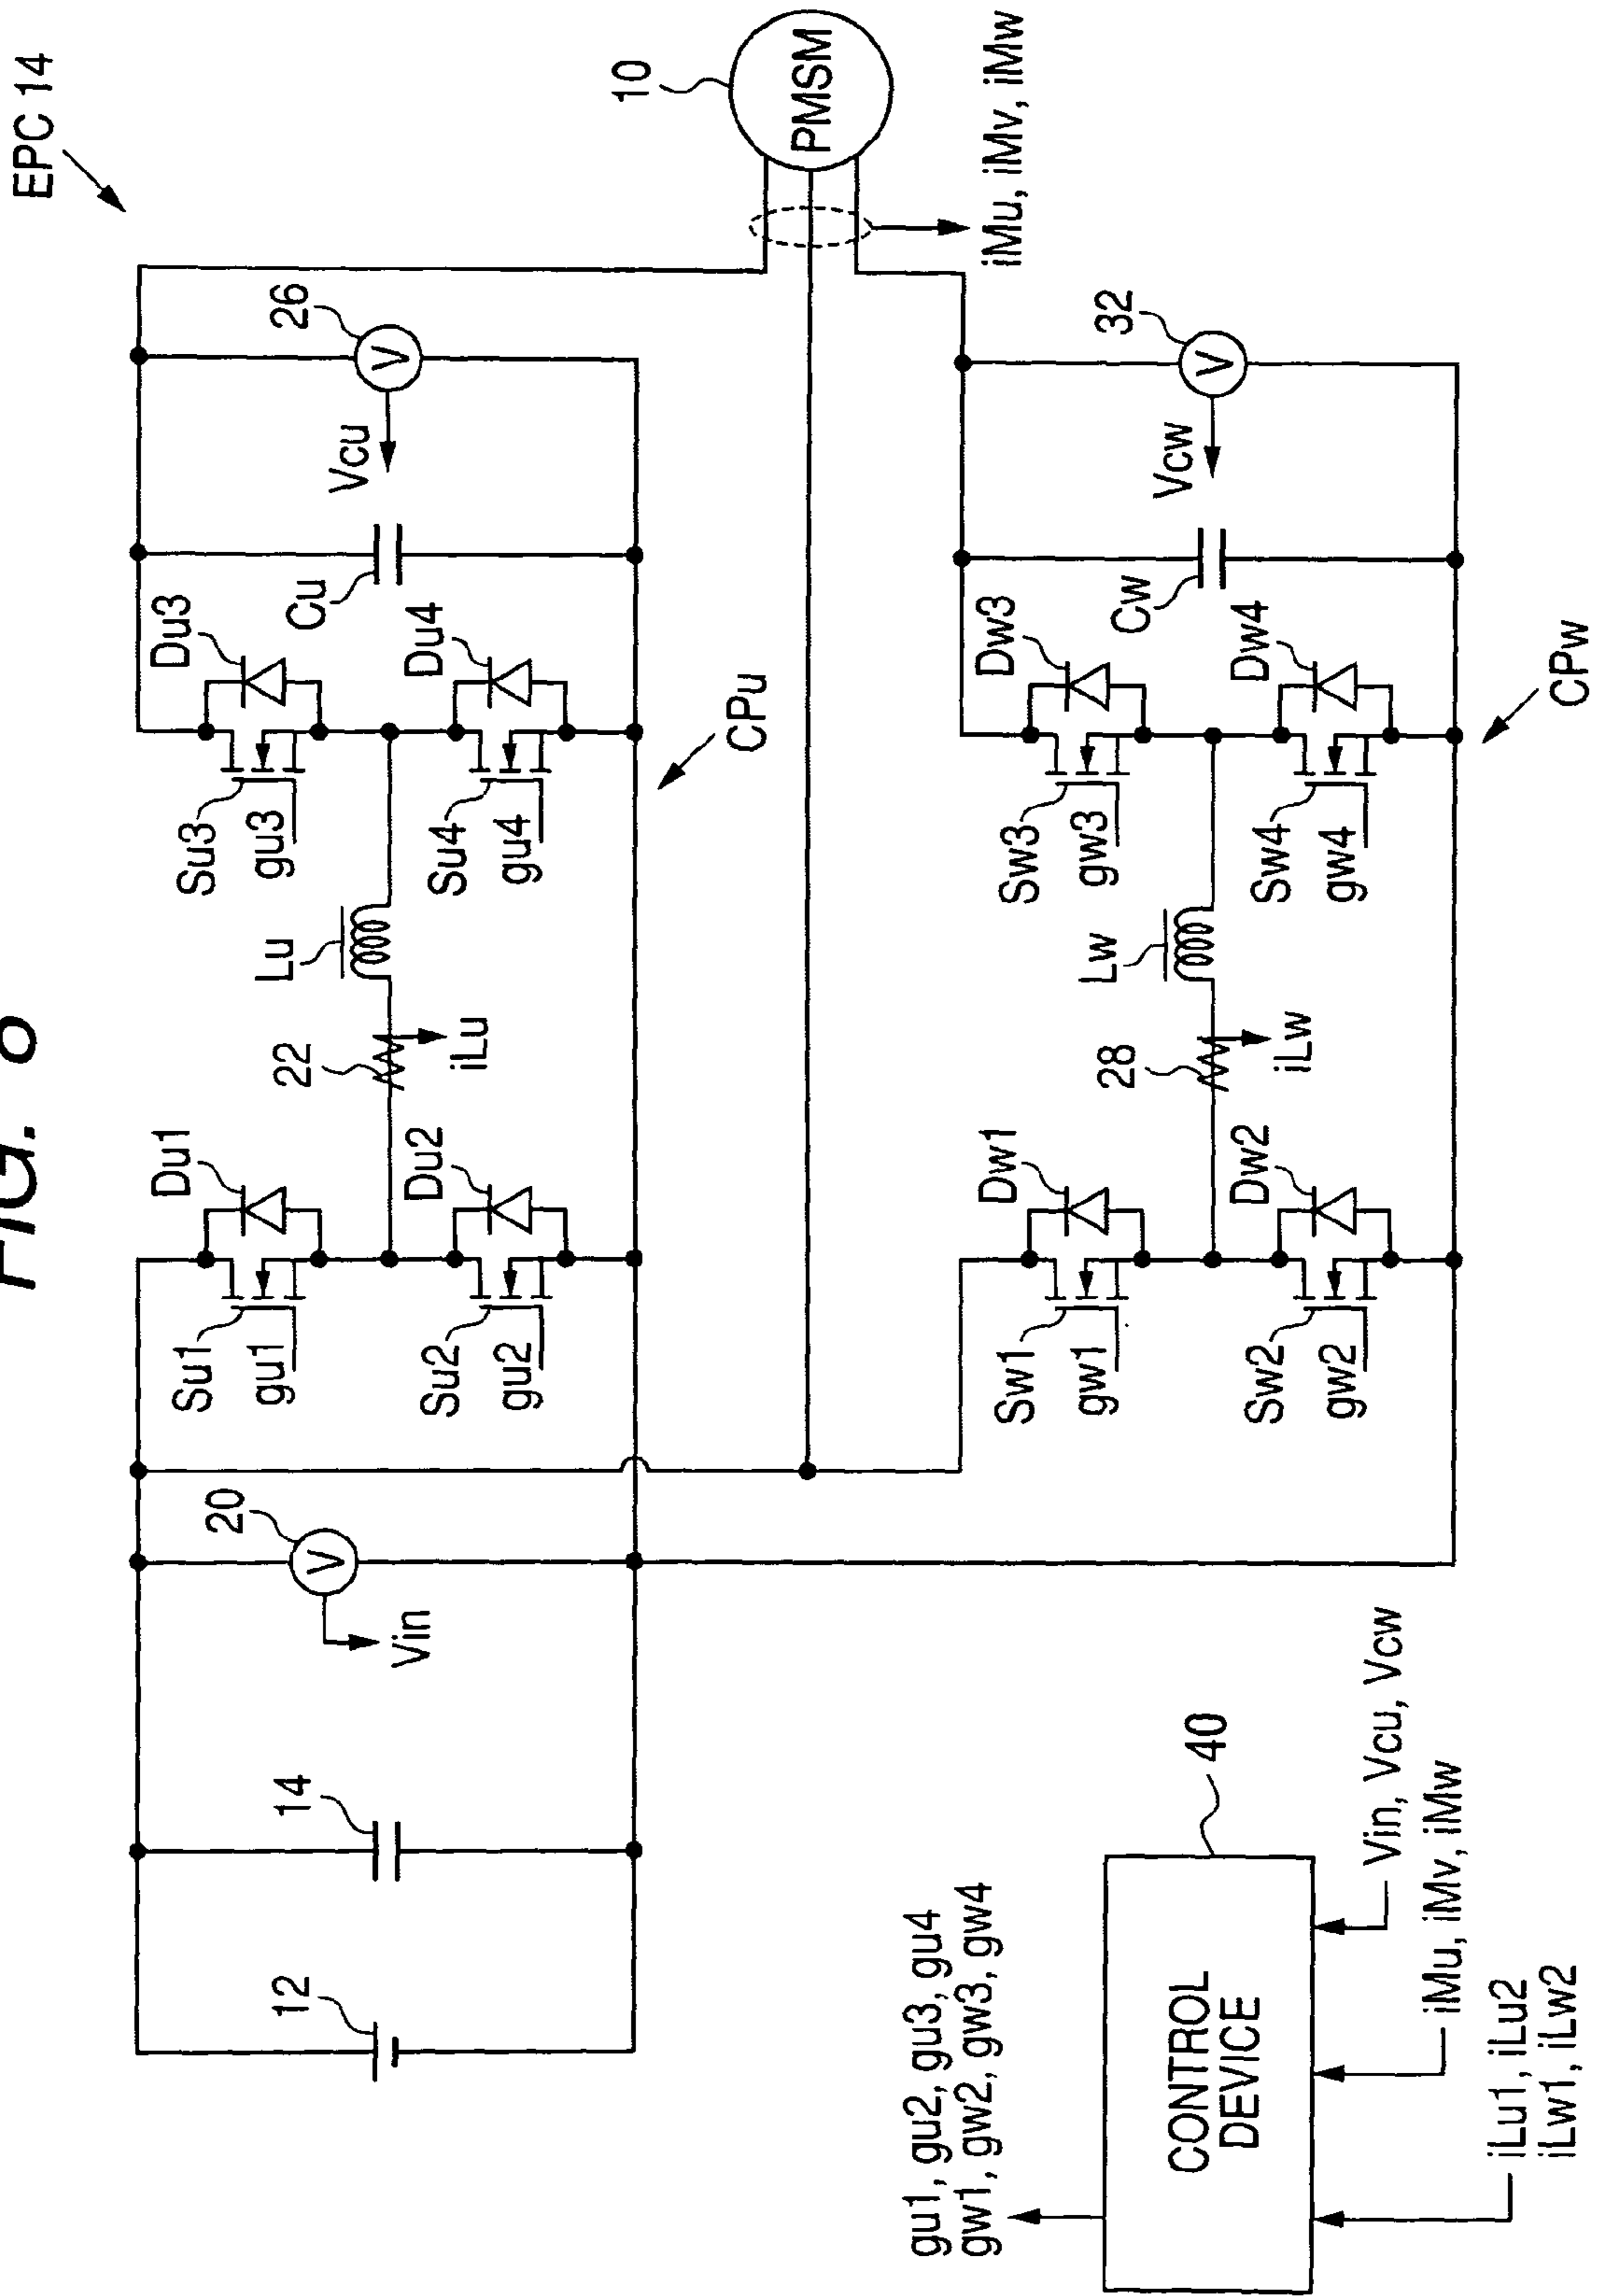 FIG. 8
EPC 14
12
14
20
Vin
Su1
gu1
Du1
Su2
gu2
Du2
22
iLu
Lu
Su3
gu3
Du3
Su4
gu4
Du4
Cu
Vcu
V
26
V
CPu
10
PMSM
iMu, iMv, iMw
Sw1
gw1
Dw1
Sw2
gw2
Dw2
28
iLw
Lw
Sw3
gw3
Dw3
Sw4
gw4
Dw4
Cw
Vcw
V
32
CPw
gu1, gu2, gu3, gu4
gw1, gw2, gw3, gw4
CONTROL
DEVICE
40
Vin, Vcu, Vcw
iMu, iMv, iMw
iLu1, iLu2
iLw1, iLw2